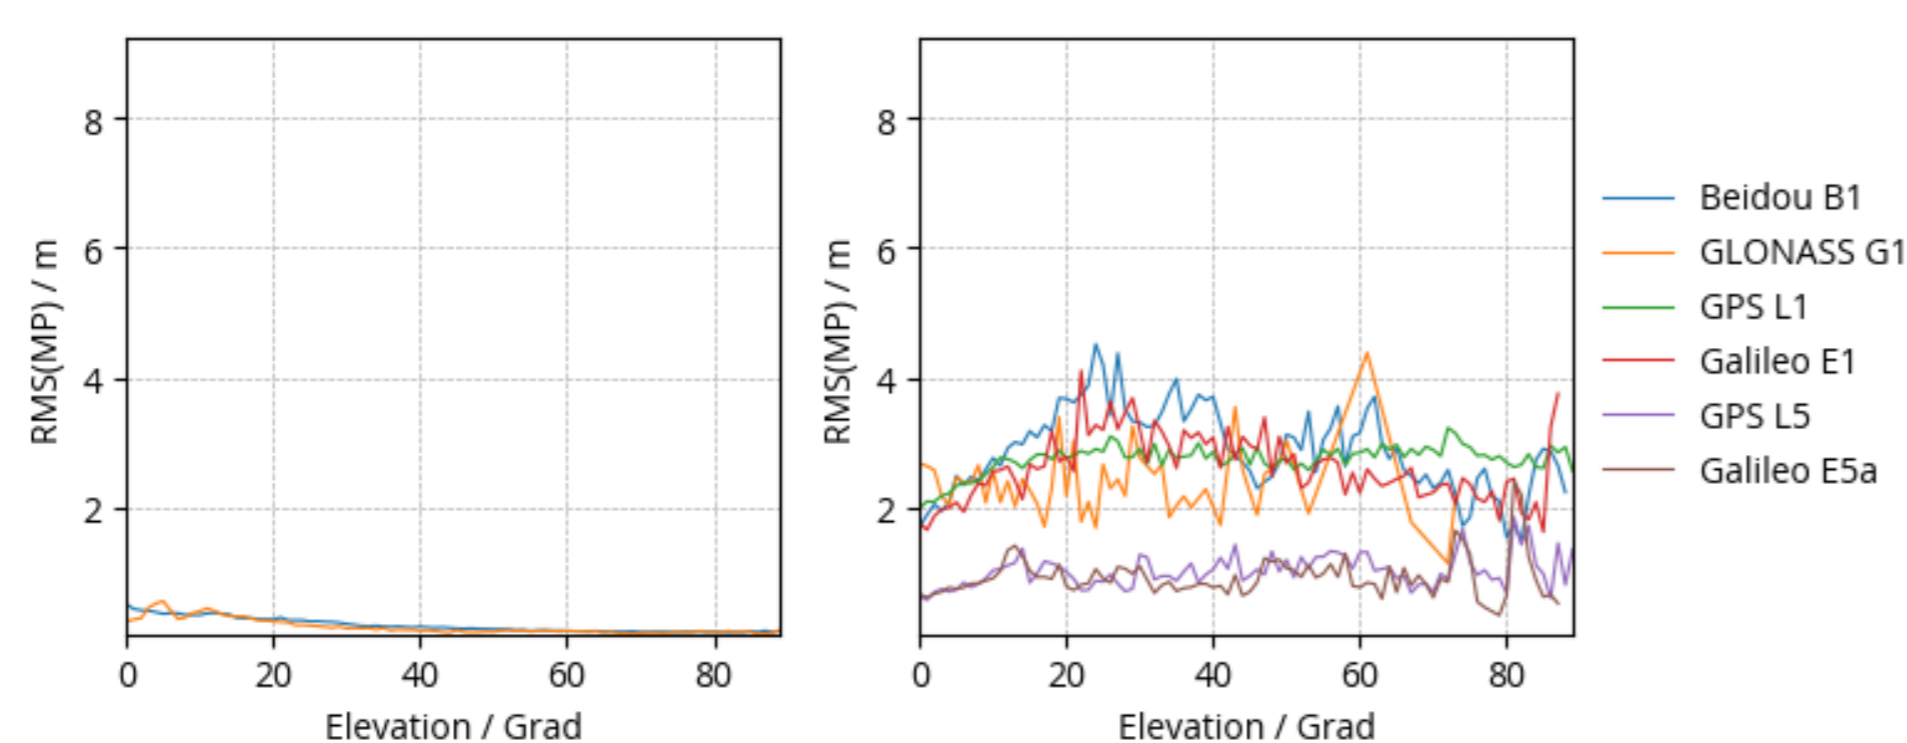 RMS(MP) / m
8
6
4
2
0 20 40 60 80
Elevation / Grad
RMS(MP) / m
8
6
4
2
0 20 40 60 80
Elevation / Grad
Beidou B1
GLONASS G1
GPS L1
Galileo E1
GPS L5
Galileo E5a